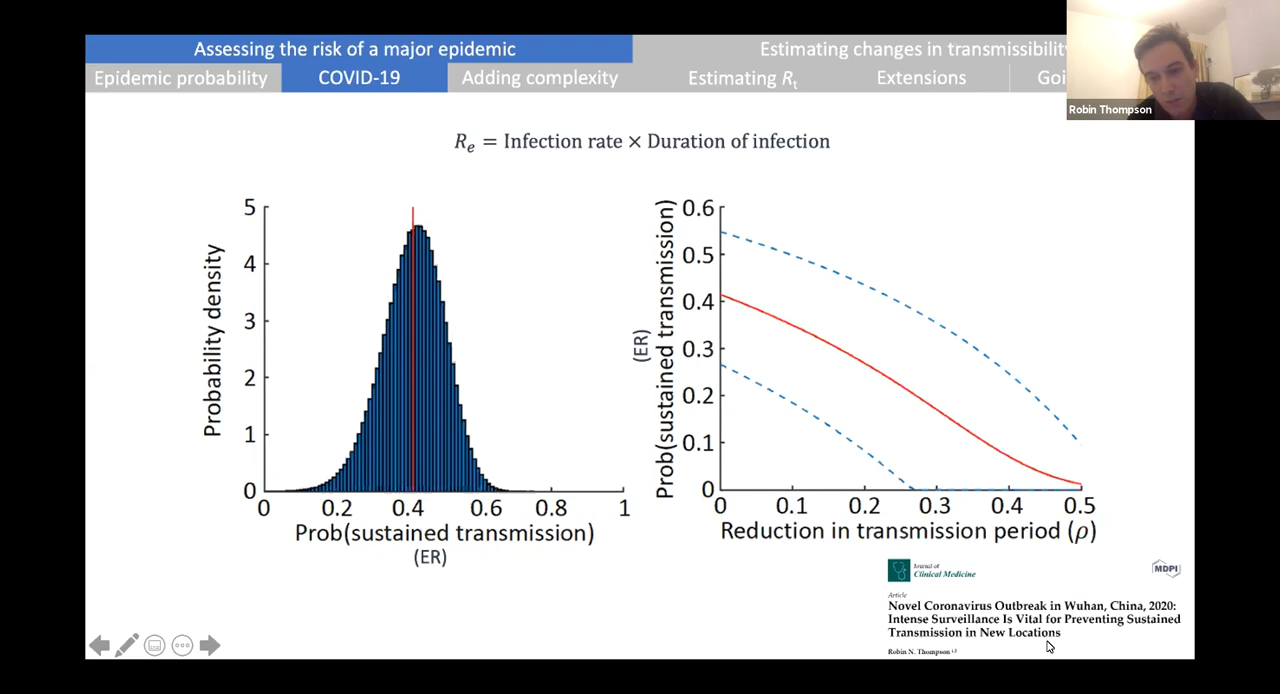 Assessing the risk of a major epidemic
Estimating changes in transmissibility
Epidemic probability
COVID-19
Adding complexity
Estimating Rt
Extensions
Goi
Robin Thompson
Re = Infection rate × Duration of infection
Probability density
5
4
3
2
1
0
0 0.2 0.4 0.6 0.8 1
Prob(sustained transmission)
(ER)
Prob(sustained transmission)
(ER)
0.6
0.5
0.4
0.3
0.2
0.1
0
0 0.1 0.2 0.3 0.4 0.5
Reduction in transmission period (ρ)
Journal of
Clinical Medicine
MDPI
Article
Novel Coronavirus Outbreak in Wuhan, China, 2020:
Intense Surveillance Is Vital for Preventing Sustained
Transmission in New Locations
Robin N. Thompson